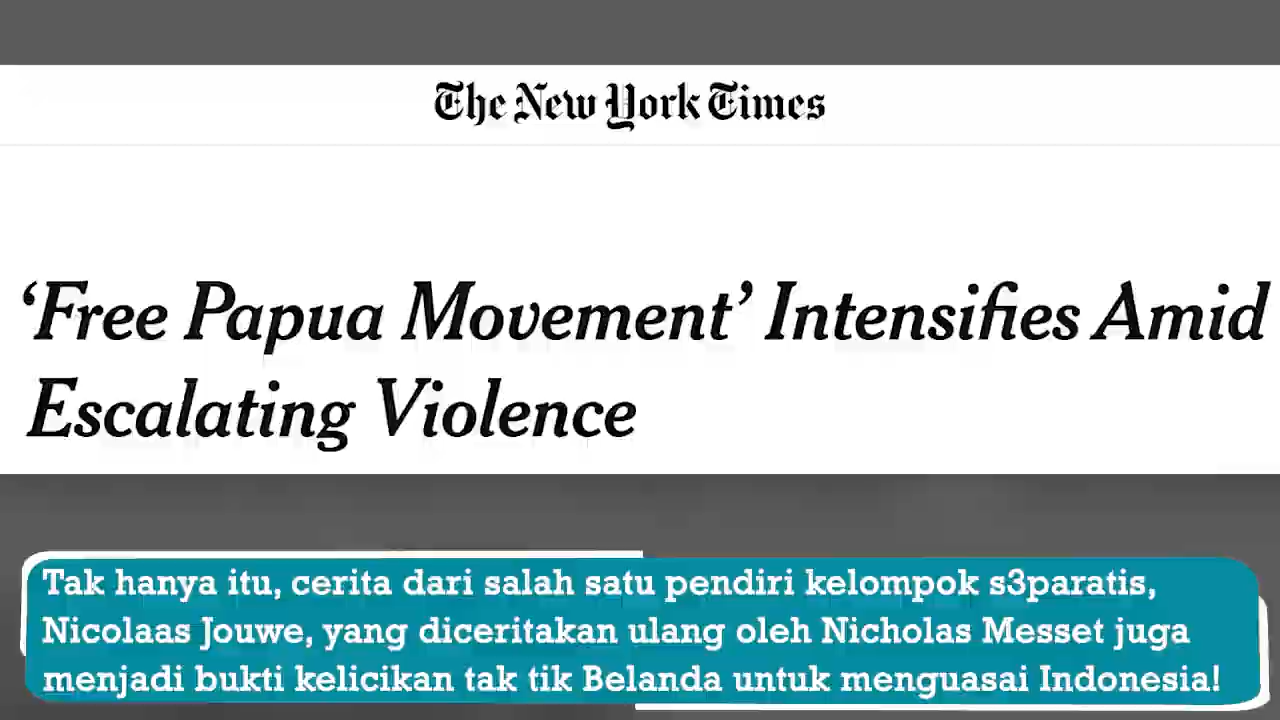 The New York Times
‘Free Papua Movement’ Intensifies Amid
Escalating Violence
Tak hanya itu, cerita dari salah satu pendiri kelompok s3paratis,
Nicolaas Jouwe, yang diceritakan ulang oleh Nicholas Messet juga
menjadi bukti kelicikan tak tik Belanda untuk menguasai Indonesia!